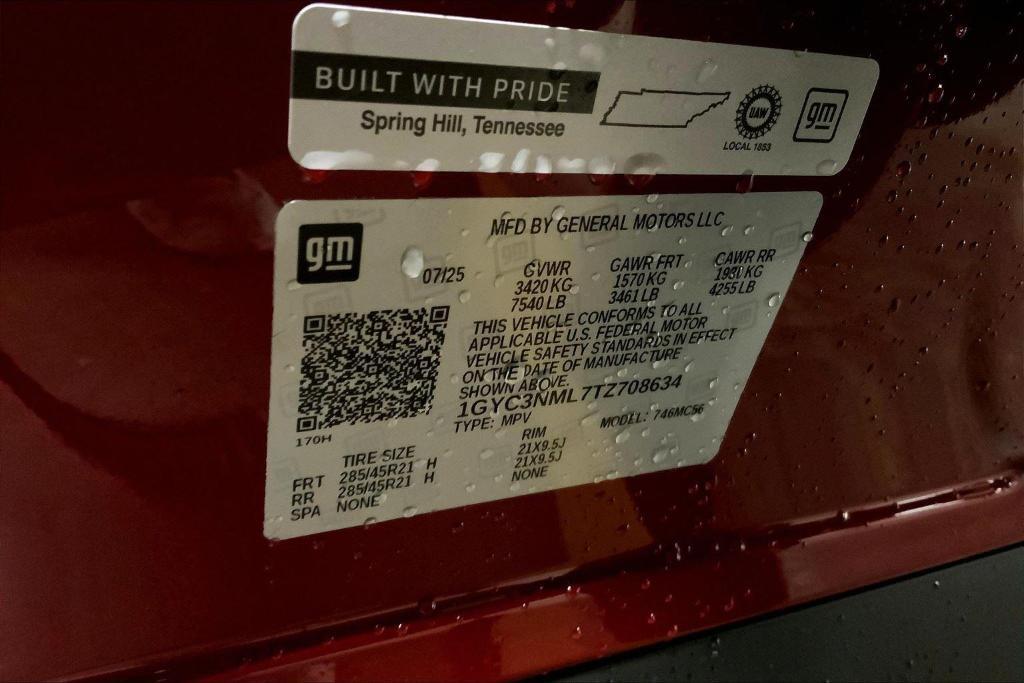 BUILT WITH PRIDE
Spring Hill, Tennessee
UAW
LOCAL 1853
gm
gm
MFD BY GENERAL MOTORS LLC
07/25
GVWR GAWR FRT GAWR RR
3420 KG 1570 KG 1930 KG
7540 LB 3461 LB 4255 LB
THIS VEHICLE CONFORMS TO ALL
APPLICABLE U.S. FEDERAL MOTOR
VEHICLE SAFETY STANDARDS IN EFFECT
ON THE DATE OF MANUFACTURE
SHOWN ABOVE.
1GYC3NML7TZ708634
TYPE: MPV MODEL: 746MC56
170H
TIRE SIZE RIM
FRT 285/45R21 H 21X9.5J
RR 285/45R21 H 21X9.5J
SPA NONE NONE